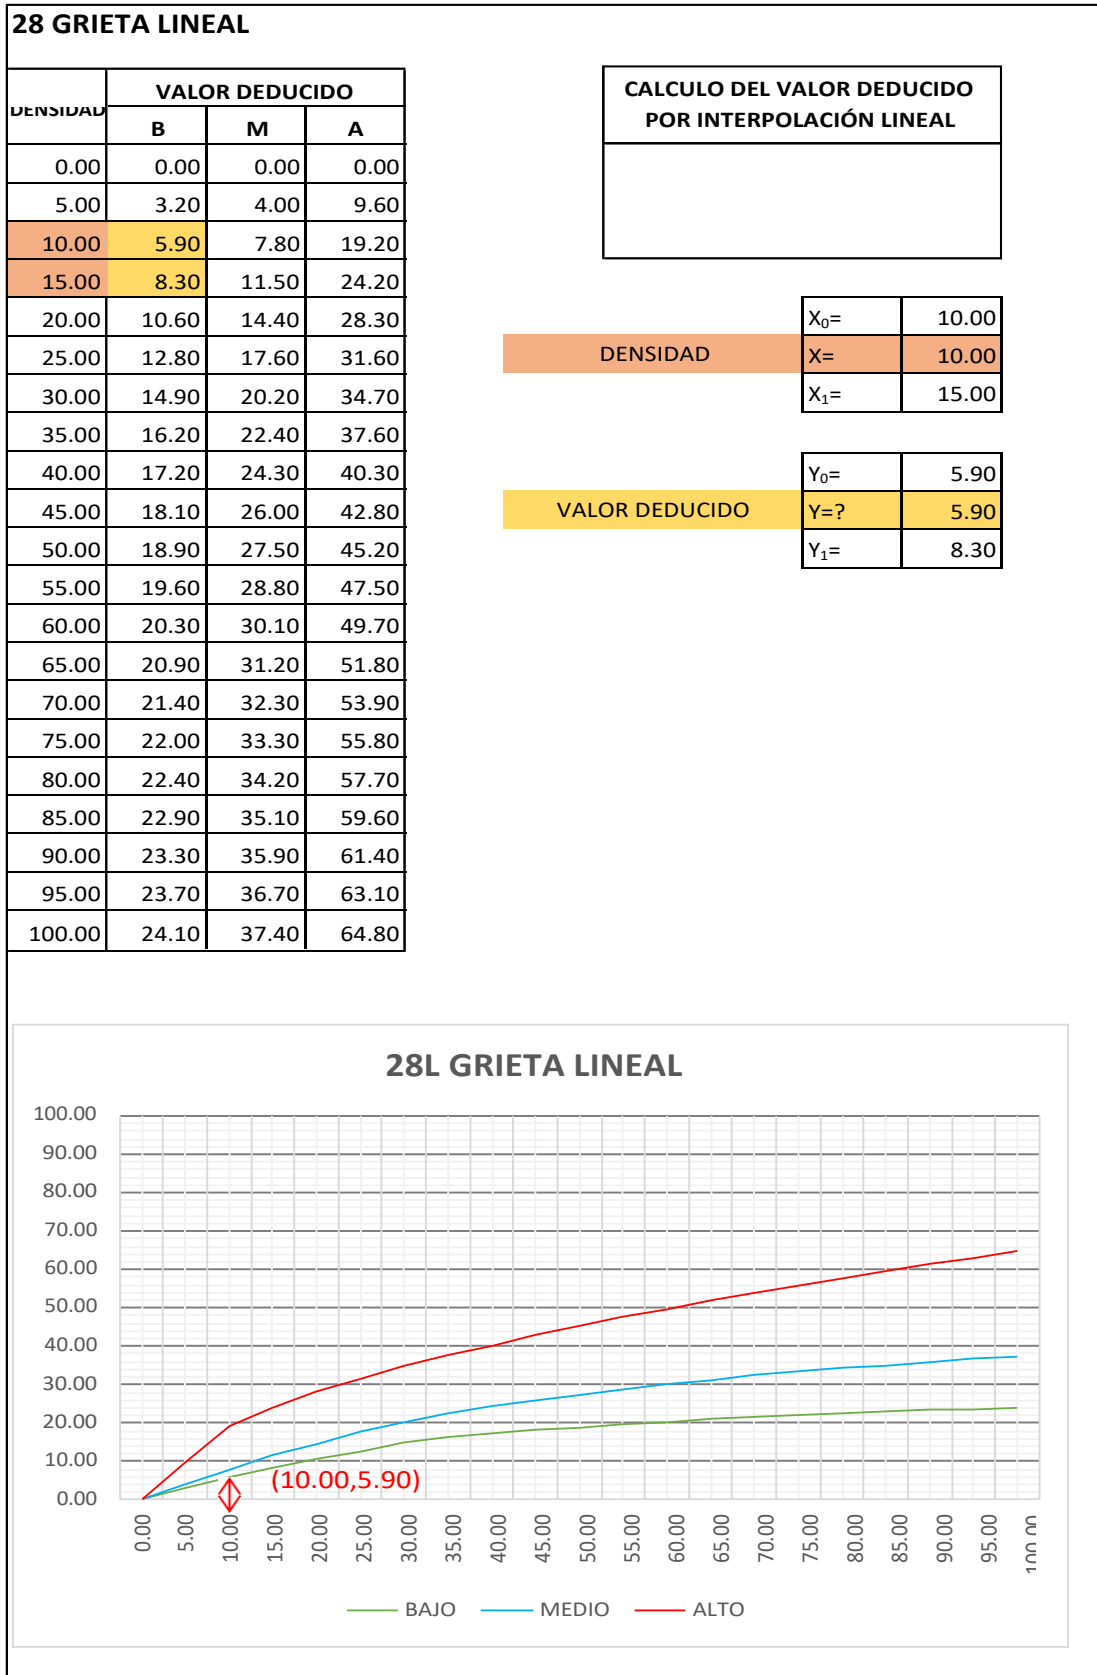 28 GRIETA LINEAL
DENSIDAD VALOR DEDUCIDO
B M A
0.00 0.00 0.00 0.00
5.00 3.20 4.00 9.60
10.00 5.90 7.80 19.20
15.00 8.30 11.50 24.20
20.00 10.60 14.40 28.30
25.00 12.80 17.60 31.60
30.00 14.90 20.20 34.70
35.00 16.20 22.40 37.60
40.00 17.20 24.30 40.30
45.00 18.10 26.00 42.80
50.00 18.90 27.50 45.20
55.00 19.60 28.80 47.50
60.00 20.30 30.10 49.70
65.00 20.90 31.20 51.80
70.00 21.40 32.30 53.90
75.00 22.00 33.30 55.80
80.00 22.40 34.20 57.70
85.00 22.90 35.10 59.60
90.00 23.30 35.90 61.40
95.00 23.70 36.70 63.10
100.00 24.10 37.40 64.80
CALCULO DEL VALOR DEDUCIDO
POR INTERPOLACIÓN LINEAL
X₀= 10.00
DENSIDAD X= 10.00
X₁= 15.00
Y₀= 5.90
VALOR DEDUCIDO Y=? 5.90
Y₁= 8.30
28L GRIETA LINEAL
100.00
90.00
80.00
70.00
60.00
50.00
40.00
30.00
20.00
10.00
0.00
(10.00,5.90)
0.00 5.00 10.00 15.00 20.00 25.00 30.00 35.00 40.00 45.00 50.00 55.00 60.00 65.00 70.00 75.00 80.00 85.00 90.00 95.00 100.00
BAJO MEDIO ALTO